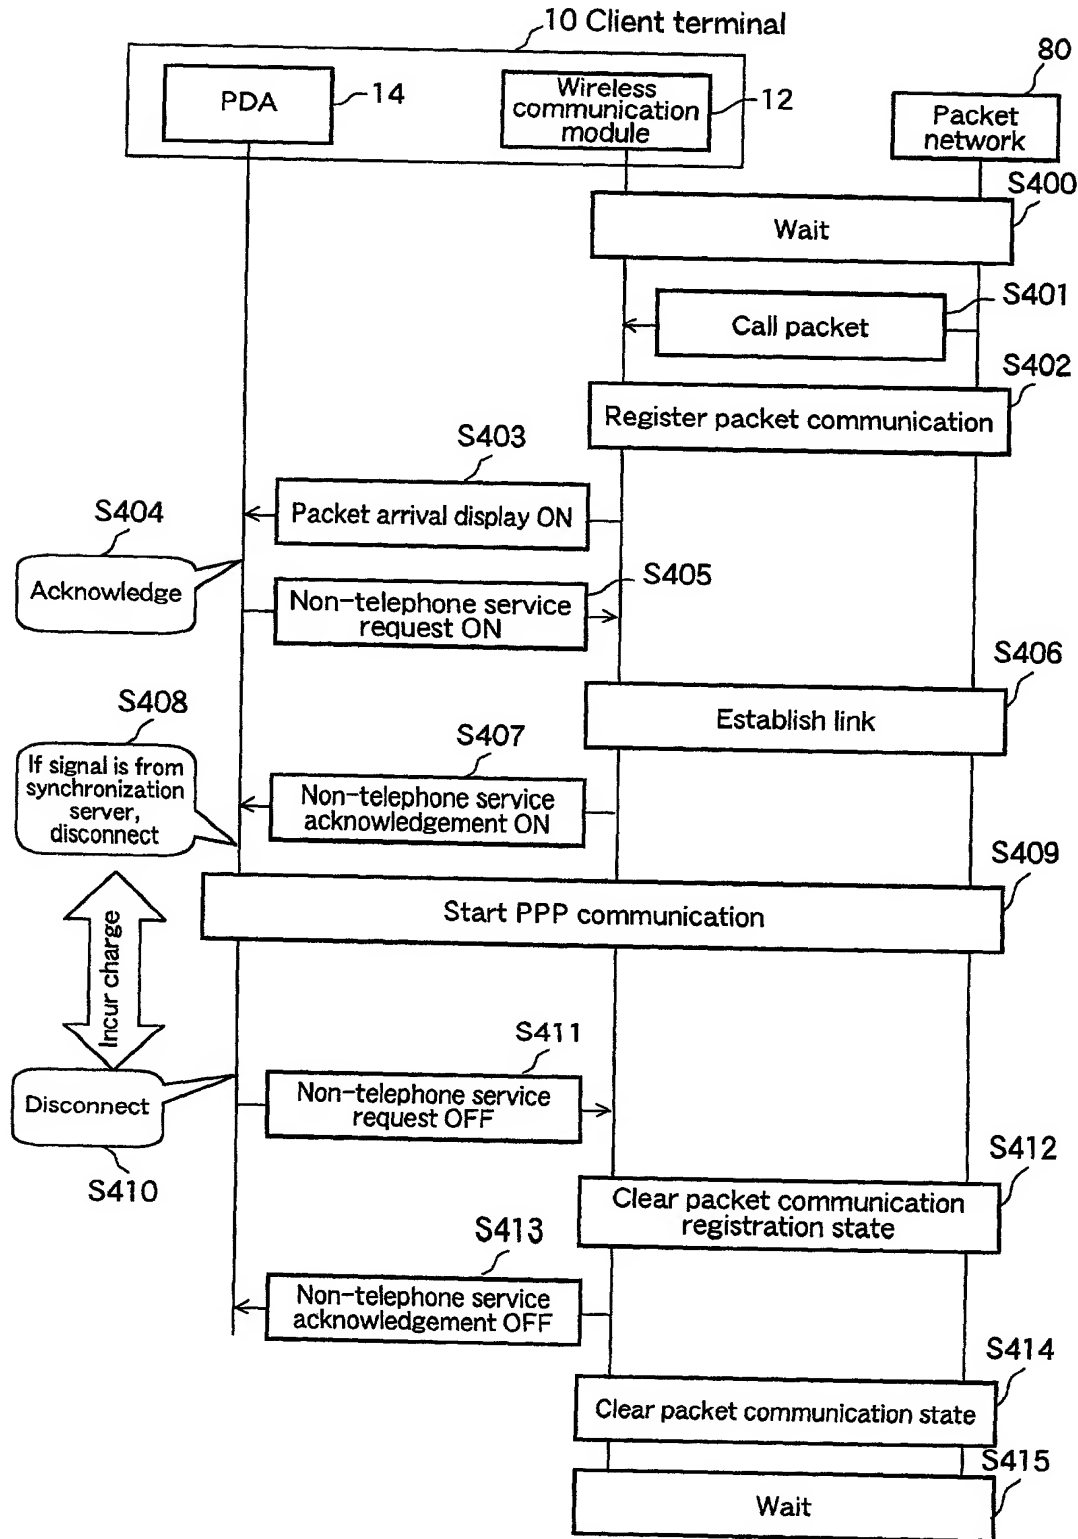 10 Client terminal
PDA
14
Wireless
communication
module
12
80
Packet
network
S400
Wait
S401
Call packet
S402
Register packet communication
S403
Packet arrival display ON
S404
Acknowledge
S405
Non-telephone service
request ON
S406
Establish link
S408
If signal is from
synchronization
server,
disconnect
S407
Non-telephone service
acknowledgement ON
S409
Start PPP communication
Incur charge
S411
Non-telephone service
request OFF
Disconnect
S410
S412
Clear packet communication
registration state
S413
Non-telephone service
acknowledgement OFF
S414
Clear packet communication state
S415
Wait